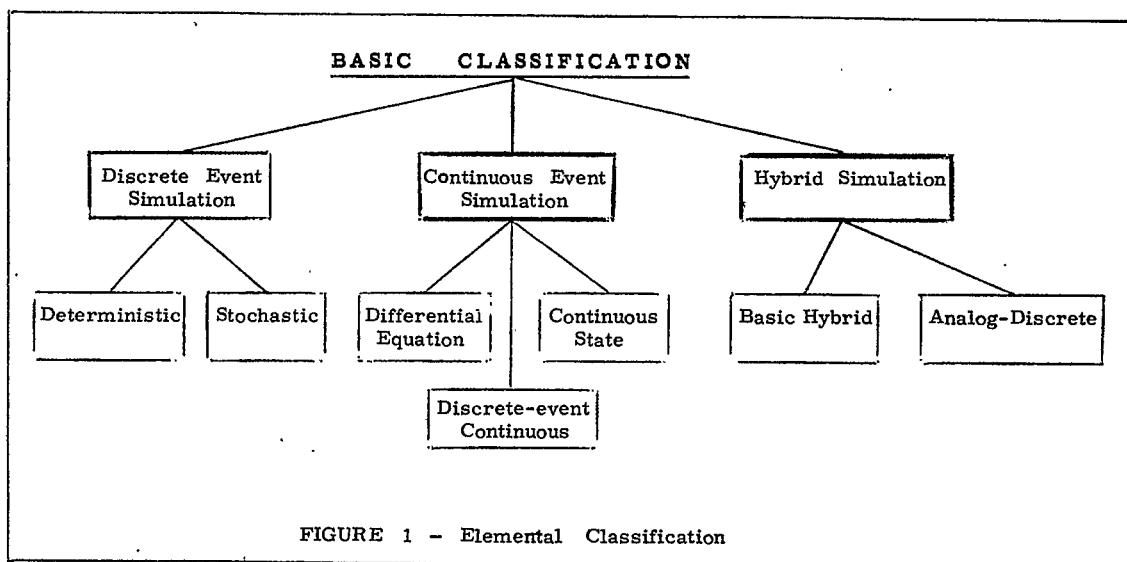 BASIC CLASSIFICATION
Discrete Event
Simulation
Continuous Event
Simulation
Hybrid Simulation
Deterministic
Stochastic
Differential
Equation
Continuous
State
Basic Hybrid
Analog-Discrete
Discrete-event
Continuous
FIGURE 1 - Elemental Classification